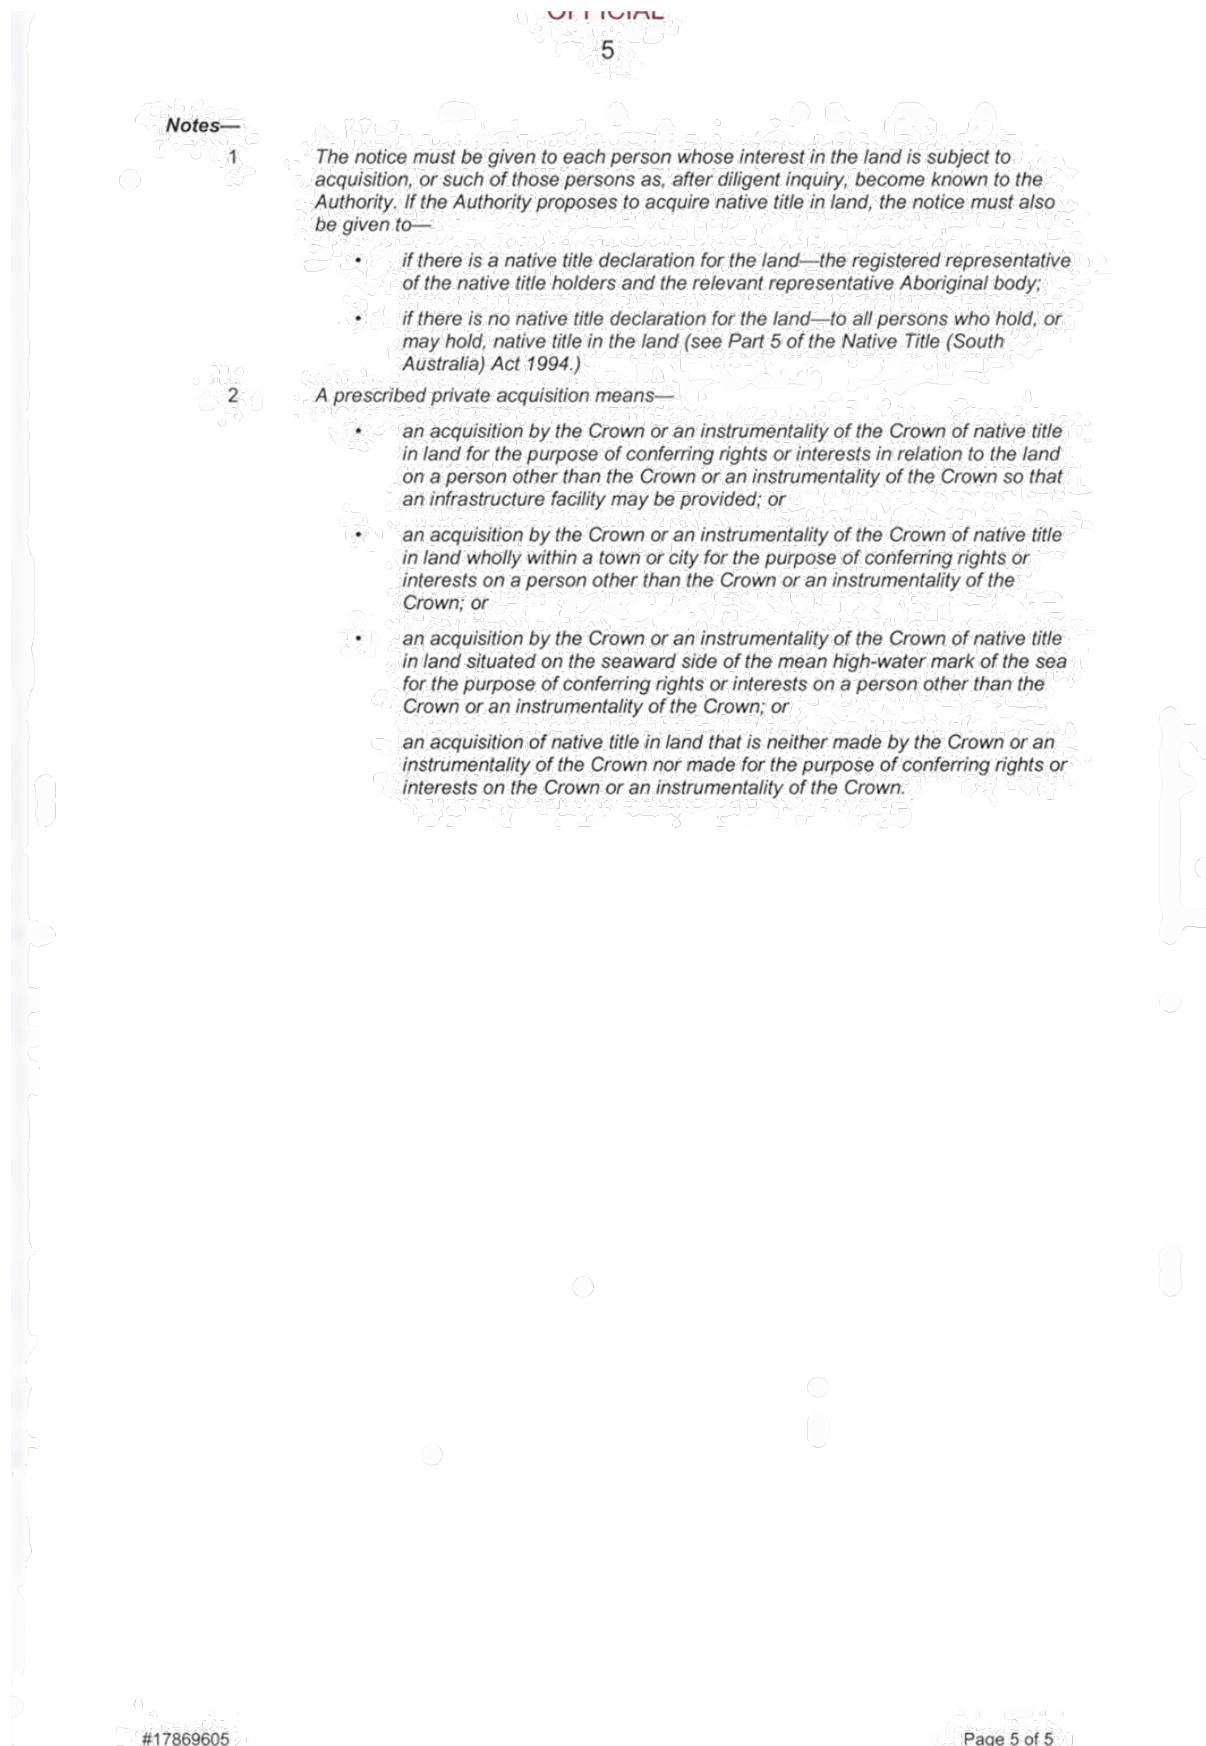 OFFICIAL
5
Notes—
1 The notice must be given to each person whose interest in the land is subject to
acquisition, or such of those persons as, after diligent inquiry, become known to the
Authority. If the Authority proposes to acquire native title in land, the notice must also
be given to—
• if there is a native title declaration for the land—the registered representative
of the native title holders and the relevant representative Aboriginal body;
• if there is no native title declaration for the land—to all persons who hold, or
may hold, native title in the land (see Part 5 of the Native Title (South
Australia) Act 1994.)
2 A prescribed private acquisition means—
• an acquisition by the Crown or an instrumentality of the Crown of native title
in land for the purpose of conferring rights or interests in relation to the land
on a person other than the Crown or an instrumentality of the Crown so that
an infrastructure facility may be provided; or
• an acquisition by the Crown or an instrumentality of the Crown of native title
in land wholly within a town or city for the purpose of conferring rights or
interests on a person other than the Crown or an instrumentality of the
Crown; or
• an acquisition by the Crown or an instrumentality of the Crown of native title
in land situated on the seaward side of the mean high-water mark of the sea
for the purpose of conferring rights or interests on a person other than the
Crown or an instrumentality of the Crown; or
an acquisition of native title in land that is neither made by the Crown or an
instrumentality of the Crown nor made for the purpose of conferring rights or
interests on the Crown or an instrumentality of the Crown.
#17869605
Page 5 of 5